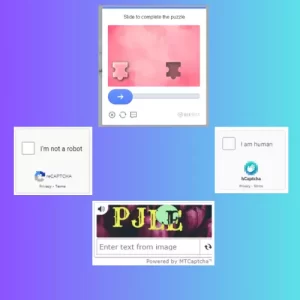 Slide to complete the puzzle
I'm not a robot
reCAPTCHA
Privacy - Terms
I am human
hCaptcha
Privacy - Terms
PJLE
Enter text from image
Powered by MTCaptcha